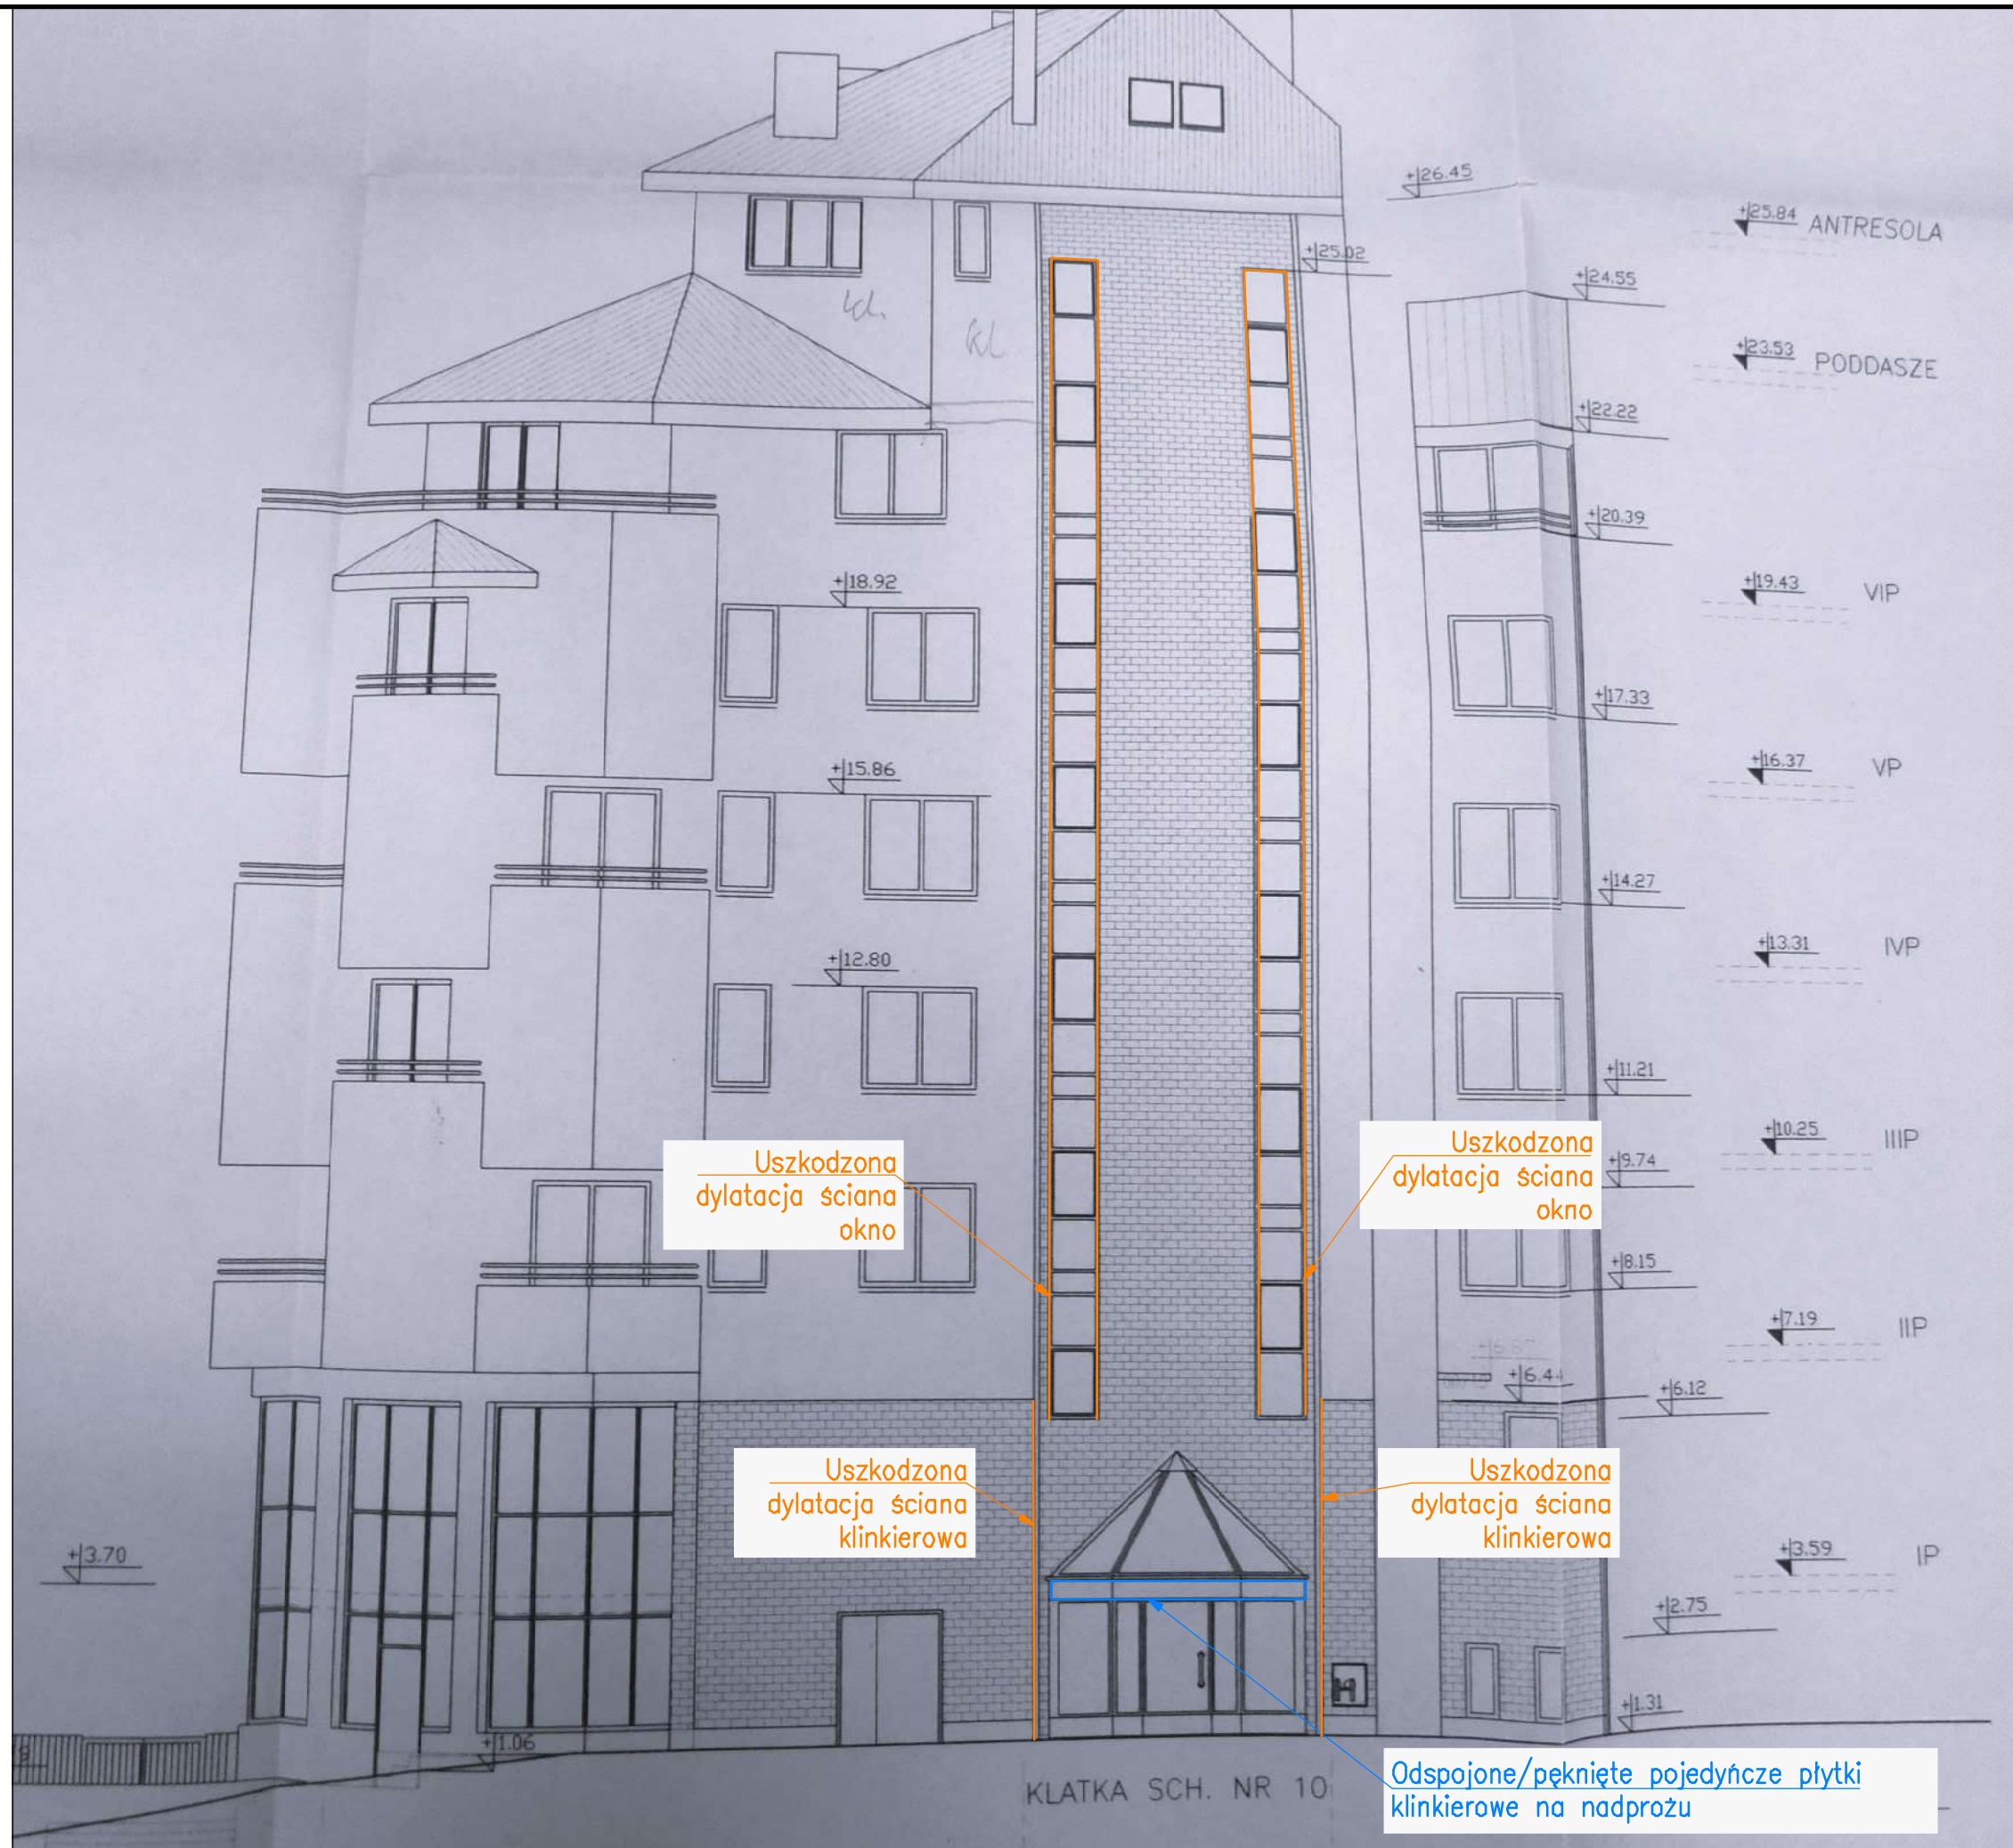 +26.45
+25.84 ANTRESOLA
+25.02
+24.55
kl.
kl
+23.53 PODDASZE
+22.22
+20.39
+18.92
+19.43 VIP
+17.33
+15.86
+16.37 VP
+14.27
+12.80
+13.31 IVP
+11.21
+10.25 IIIP
Uszkodzona
dylatacja ściana
okno
Uszkodzona
dylatacja ściana
okno
+9.74
+8.15
+7.19 IIP
+6.44
+6.12
Uszkodzona
dylatacja ściana
klinkierowa
Uszkodzona
dylatacja ściana
klinkierowa
+3.70
+3.59 IP
+2.75
H
+1.31
+1.06
KLATKA SCH. NR 10
Odspojone/pęknięte pojedyńcze płytki
klinkierowe na nadprożu